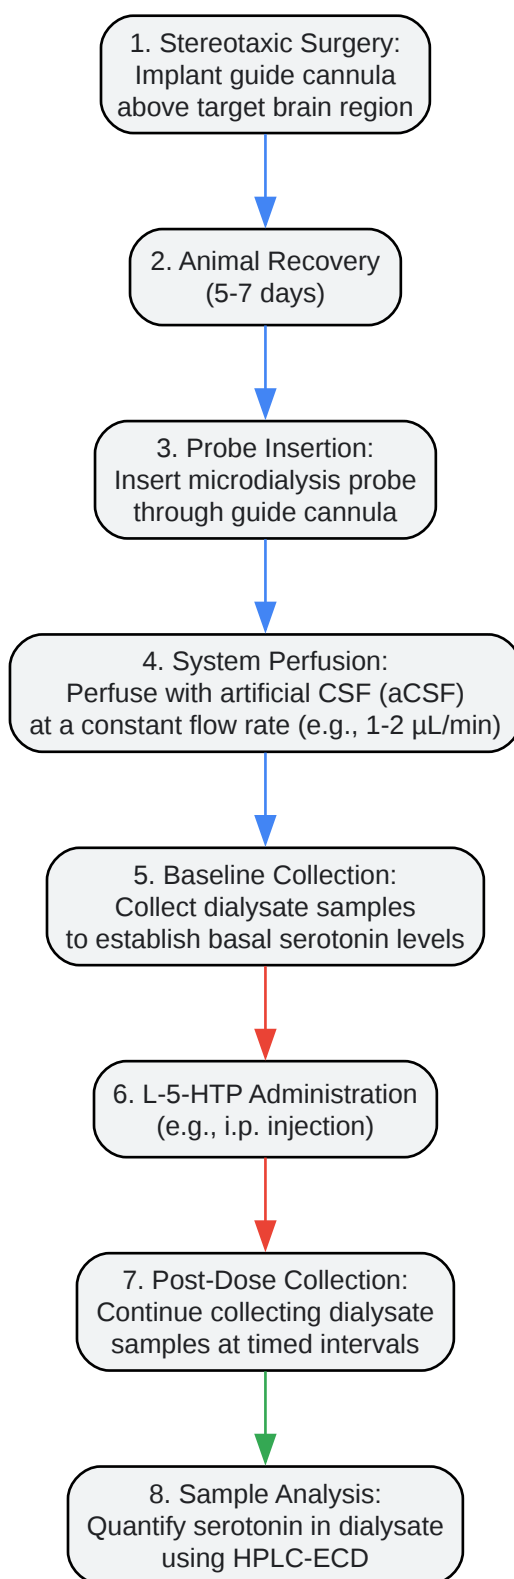 1. Stereotaxic Surgery:
Implant guide cannula
above target brain region
2. Animal Recovery
(5-7 days)
3. Probe Insertion:
Insert microdialysis probe
through guide cannula
4. System Perfusion:
Perfuse with artificial CSF (aCSF)
at a constant flow rate (e.g., 1-2 µL/min)
5. Baseline Collection:
Collect dialysate samples
to establish basal serotonin levels
6. L-5-HTP Administration
(e.g., i.p. injection)
7. Post-Dose Collection:
Continue collecting dialysate
samples at timed intervals
8. Sample Analysis:
Quantify serotonin in dialysate
using HPLC-ECD